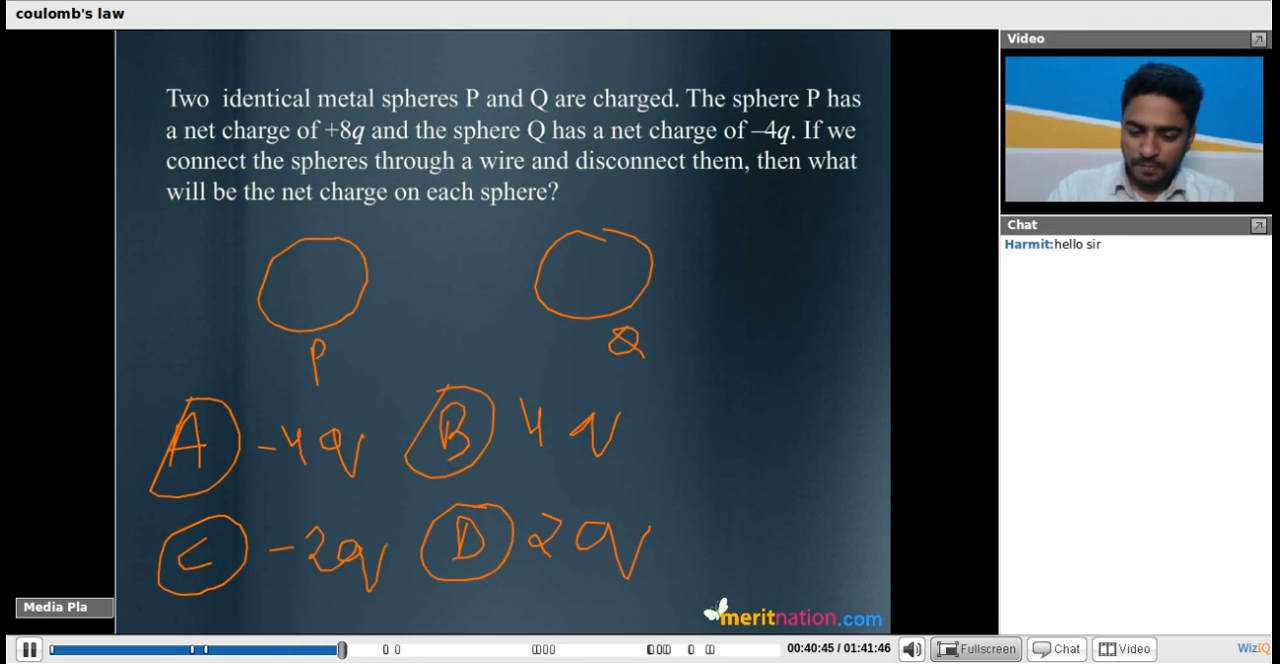 coulomb's law
Video
Two identical metal spheres P and Q are charged. The sphere P has
a net charge of +8q and the sphere Q has a net charge of –4q. If we
connect the spheres through a wire and disconnect them, then what
will be the net charge on each sphere?
Chat
Harmit:hello sir
P
Q
A -4q B 4q
C -2q D 2q
Media Pla
meritnation.com
00:40:45 / 01:41:46
Fullscreen
Chat
Video
WizIQ